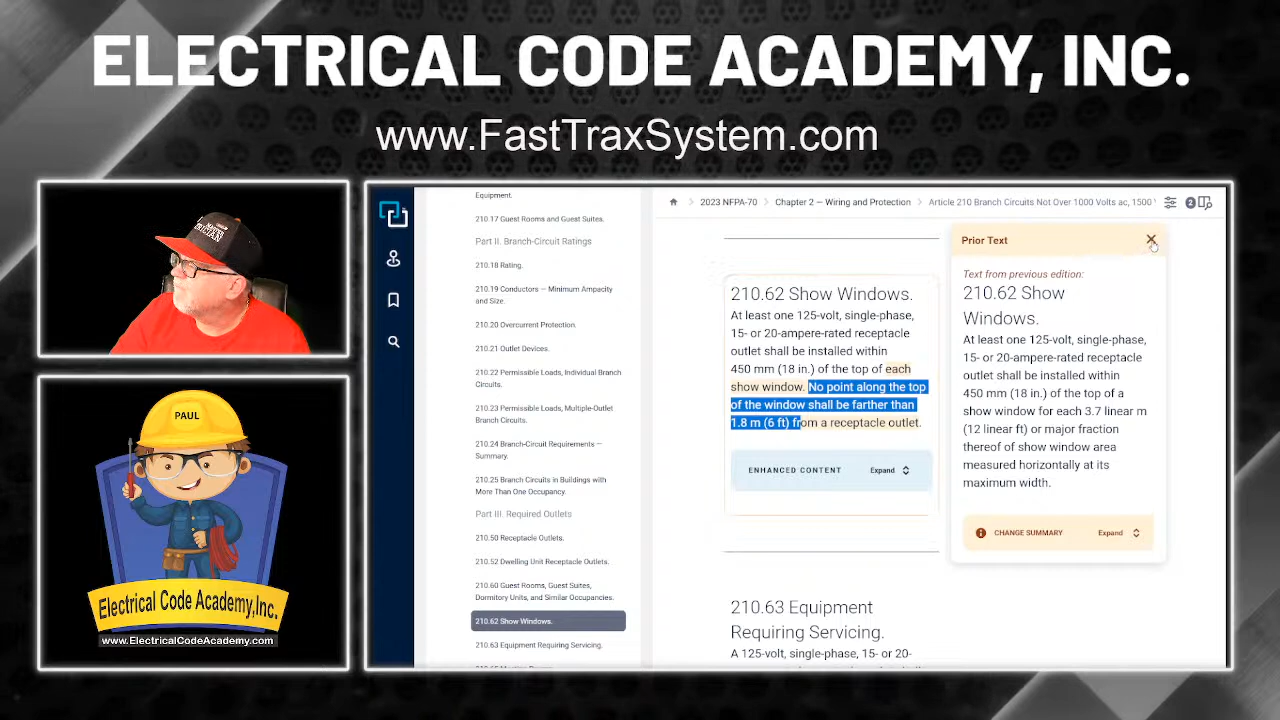 ELECTRICAL CODE ACADEMY, INC.
www.FastTraxSystem.com
PAUL
Electrical Code Academy,Inc.
www.ElectricalCodeAcademy.com
Equipment.
210.17 Guest Rooms and Guest Suites.
Part II. Branch-Circuit Ratings
210.18 Rating.
210.19 Conductors — Minimum Ampacity
and Size.
210.20 Overcurrent Protection.
210.21 Outlet Devices.
210.22 Permissible Loads, Individual Branch
Circuits.
210.23 Permissible Loads, Multiple-Outlet
Branch Circuits.
210.24 Branch-Circuit Requirements —
Summary.
210.25 Branch Circuits in Buildings with
More Than One Occupancy.
Part III. Required Outlets
210.50 Receptacle Outlets.
210.52 Dwelling Unit Receptacle Outlets.
210.60 Guest Rooms, Guest Suites,
Dormitory Units, and Similar Occupancies.
210.62 Show Windows.
210.63 Equipment Requiring Servicing.
2023 NFPA-70 > Chapter 2 — Wiring and Protection > Article 210 Branch Circuits Not Over 1000 Volts ac, 1500
2
210.62 Show Windows.
At least one 125-volt, single-phase,
15- or 20-ampere-rated receptacle
outlet shall be installed within
450 mm (18 in.) of the top of each
show window. No point along the top
of the window shall be farther than
1.8 m (6 ft) from a receptacle outlet.
ENHANCED CONTENT Expand
210.63 Equipment
Requiring Servicing.
A 125-volt, single-phase, 15- or 20-
Prior Text
Text from previous edition:
210.62 Show
Windows.
At least one 125-volt, single-phase,
15- or 20-ampere-rated receptacle
outlet shall be installed within
450 mm (18 in.) of the top of a
show window for each 3.7 linear m
(12 linear ft) or major fraction
thereof of show window area
measured horizontally at its
maximum width.
CHANGE SUMMARY Expand